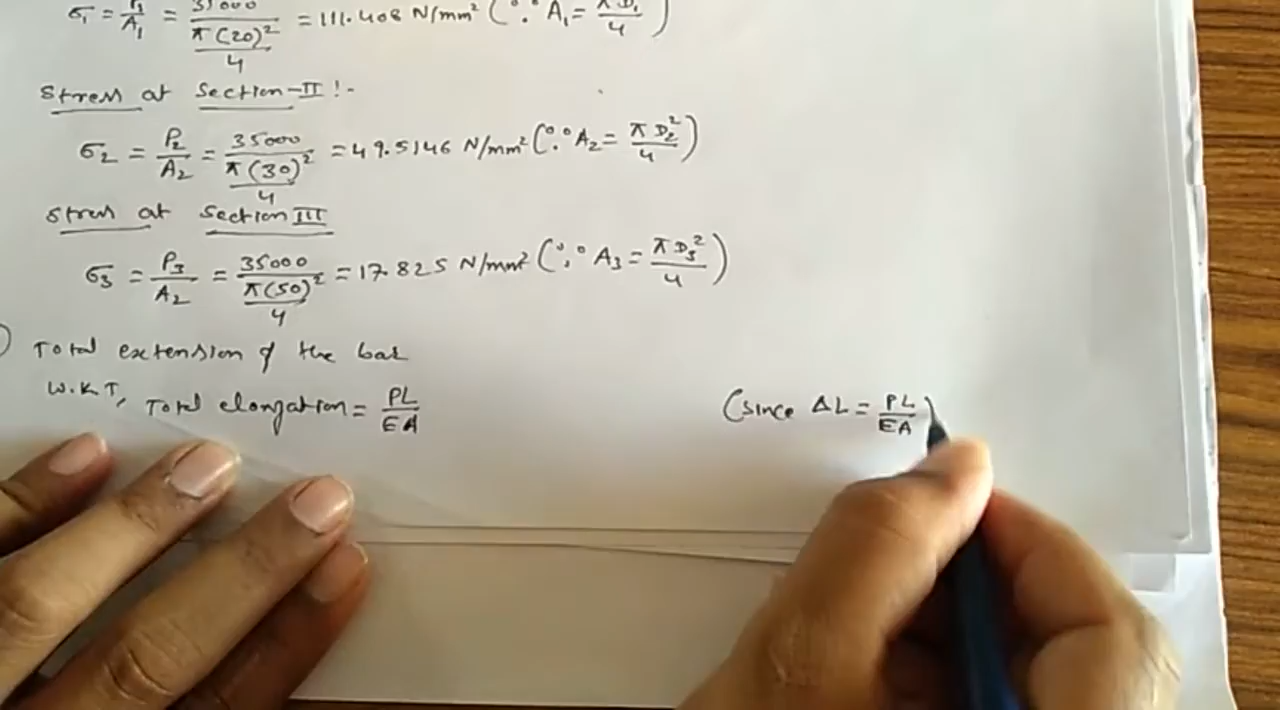 σ₁ = P₁/A₁ = 35000/(π(20)²/4) = 111.408 N/mm² (∵ A₁ = πD₁²/4)
Stress at Section-II :-
σ₂ = P₂/A₂ = 35000/(π(30)²/4) = 49.5146 N/mm² (∵ A₂ = πD₂²/4)
Stress at Section III
σ₃ = P₃/A₂ = 35000/(π(50)²/4) = 17.825 N/mm² (∵ A₃ = πD₃²/4)
) Total extension of the bar
W.K.T, Total elongation = PL/EA (since ΔL = PL/EA)